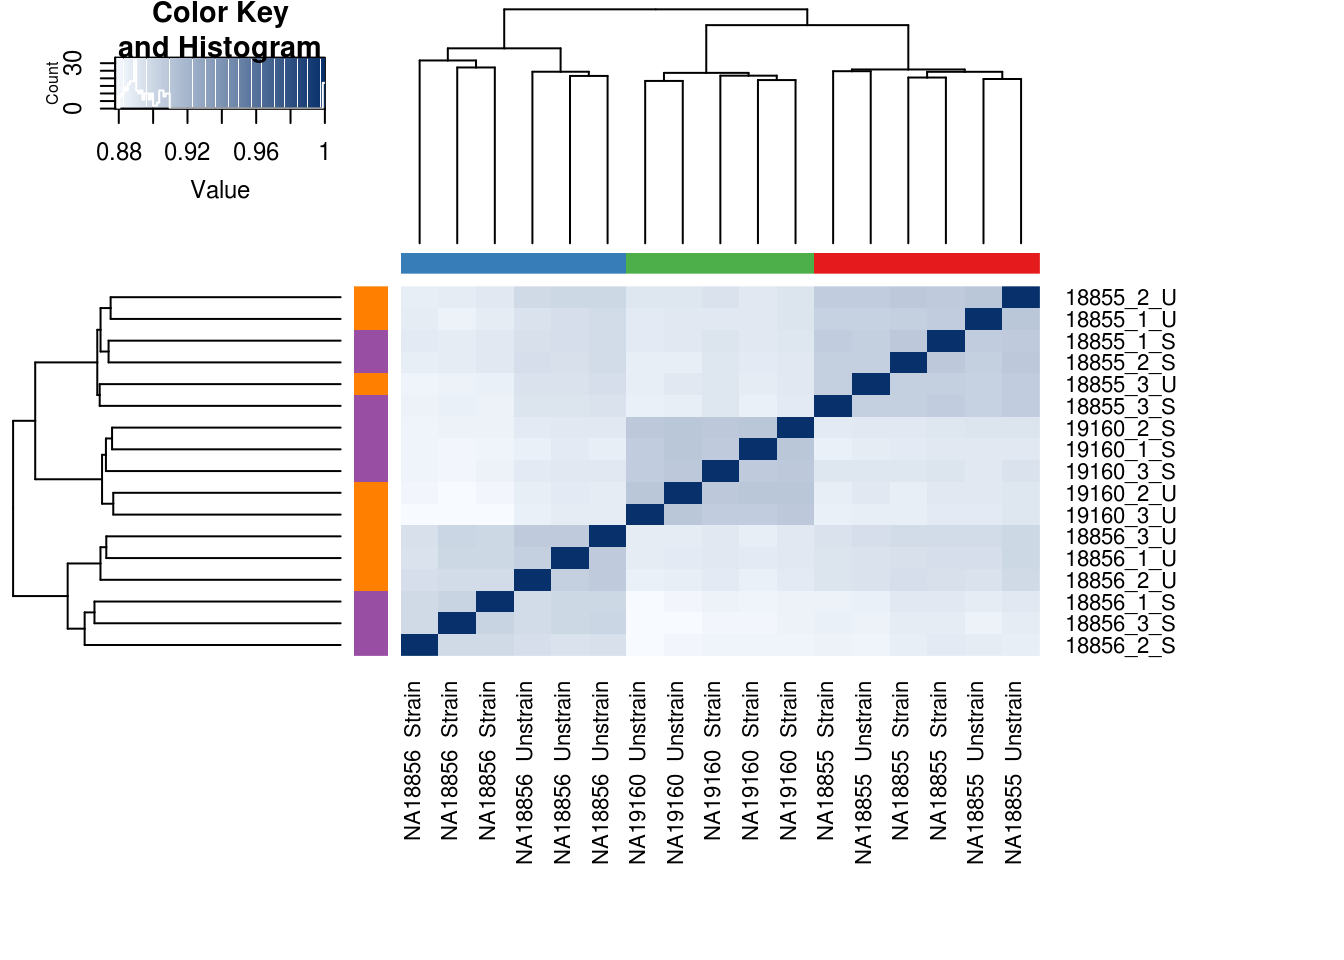 Color Key
and Histogram
Count
0 30
0.88 0.92 0.96 1
Value
18855_2_U
18855_1_U
18855_1_S
18855_2_S
18855_3_U
18855_3_S
19160_2_S
19160_1_S
19160_3_S
19160_2_U
19160_3_U
18856_3_U
18856_1_U
18856_2_U
18856_1_S
18856_3_S
18856_2_S
NA18856 Strain
NA18856 Strain
NA18856 Strain
NA18856 Unstrain
NA18856 Unstrain
NA18856 Unstrain
NA19160 Unstrain
NA19160 Unstrain
NA19160 Strain
NA19160 Strain
NA19160 Strain
NA18855 Strain
NA18855 Unstrain
NA18855 Strain
NA18855 Strain
NA18855 Unstrain
NA18855 Unstrain